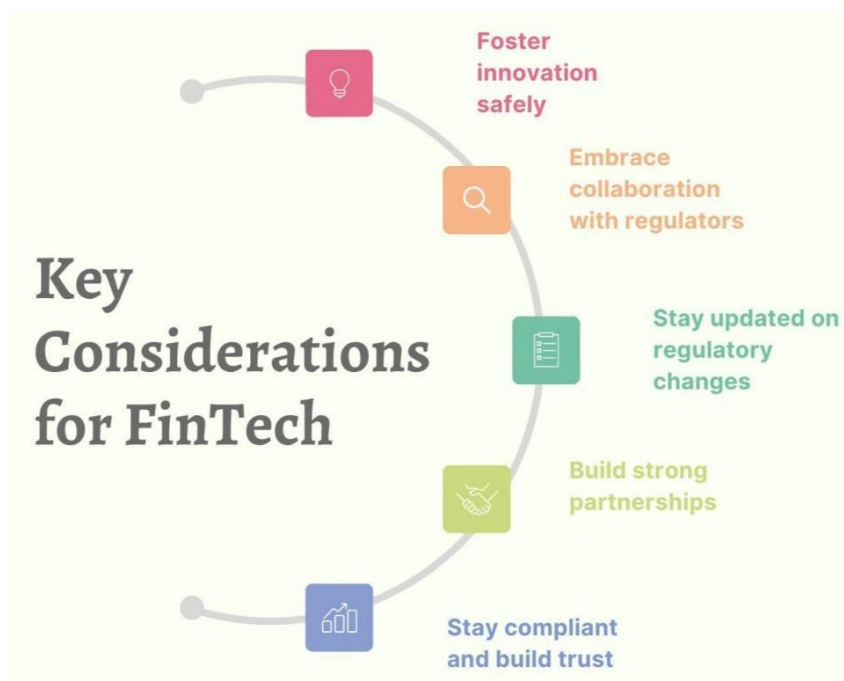 Key
Considerations
for FinTech
Foster
innovation
safely
Embrace
collaboration
with regulators
Stay updated on
regulatory
changes
Build strong
partnerships
Stay compliant
and build trust